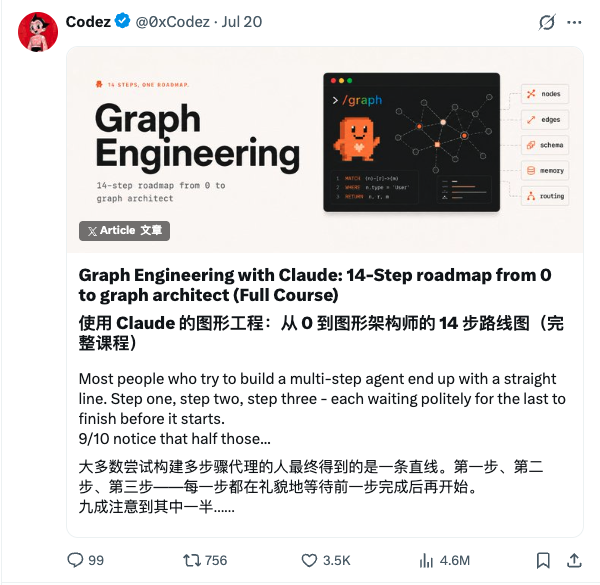 Codez @0xCodez · Jul 20
14 STEPS, ONE ROADMAP.
Graph
Engineering
14-step roadmap from 0 to
graph architect
> /graph
1 MATCH (n)-[r]->(m)
2 WHERE n.type = 'User'
3 RETURN n, r, m
nodes
edges
schema
memory
routing
Article 文章
Graph Engineering with Claude: 14-Step roadmap from 0
to graph architect (Full Course)
使用 Claude 的图形工程：从 0 到图形架构师的 14 步路线图（完
整课程）
Most people who try to build a multi-step agent end up with a straight
line. Step one, step two, step three - each waiting politely for the last to
finish before it starts.
9/10 notice that half those...
大多数尝试构建多步骤代理的人最终得到的是一条直线。第一步、第二
步、第三步——每一步都在礼貌地等待前一步完成后再开始。
九成注意到其中一半......
99 756 3.5K 4.6M